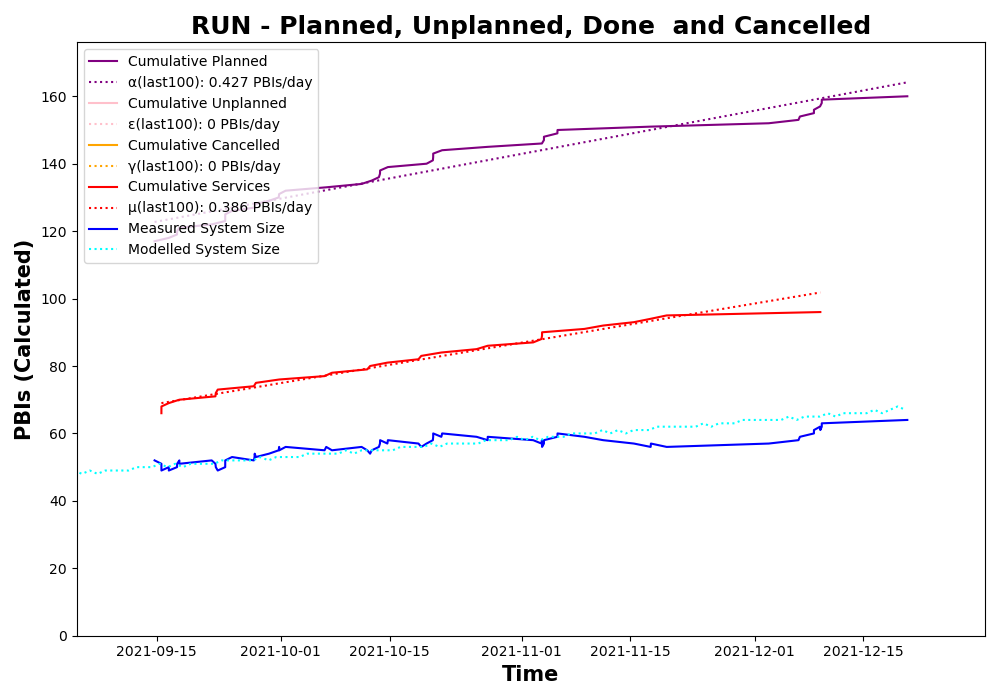 RUN - Planned, Unplanned, Done  and Cancelled
Cumulative Planned
α(last100): 0.427 PBIs/day
Cumulative Unplanned
ε(last100): 0 PBIs/day
Cumulative Cancelled
γ(last100): 0 PBIs/day
Cumulative Services
μ(last100): 0.386 PBIs/day
Measured System Size
Modelled System Size
PBIs (Calculated)
160
140
120
100
80
60
40
20
0
2021-09-15 2021-10-01 2021-10-15 2021-11-01 2021-11-15 2021-12-01 2021-12-15
Time